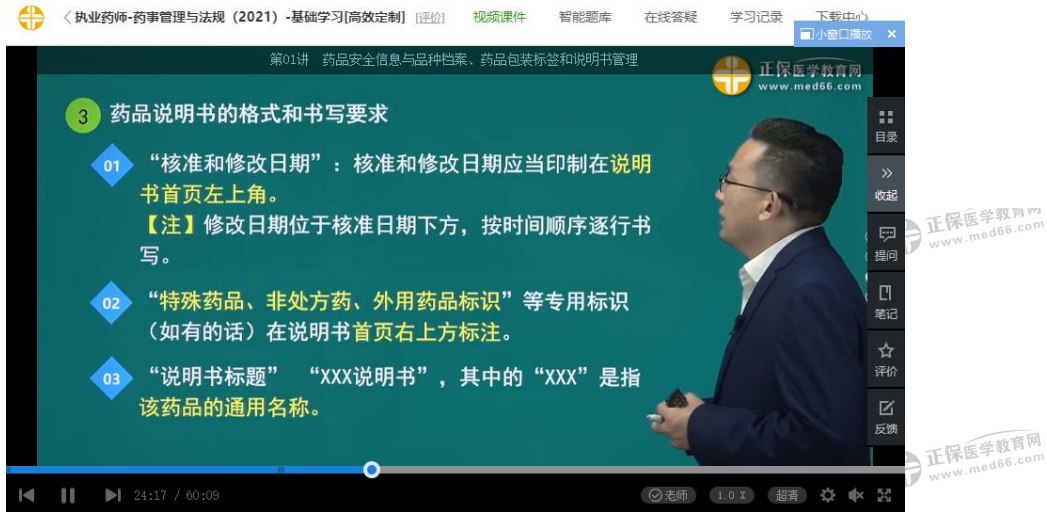 执业药师-药事管理与法规（2021）-基础学习[高效定制] [评价] 视频课件 智能题库 在线答疑 学习记录 下载中心
小窗口播放 ×
第01讲 药品安全信息与品种档案、药品包装标签和说明书管理
正保医学教育网
www.med66.com
3 药品说明书的格式和书写要求
目录
01 “核准和修改日期”：核准和修改日期应当印制在说明
书首页左上角。
收起
【注】修改日期位于核准日期下方，按时间顺序逐行书
写。
正保医学教育网
www.med66.com
提问
02 “特殊药品、非处方药、外用药品标识”等专用标识
（如有的话）在说明书首页右上方标注。
笔记
03 “说明书标题” “XXX说明书”，其中的“XXX”是指
该药品的通用名称。
评价
反馈
正保医学教育网
www.med66.com
24:17 / 60:09 老师 1.0 X 超清